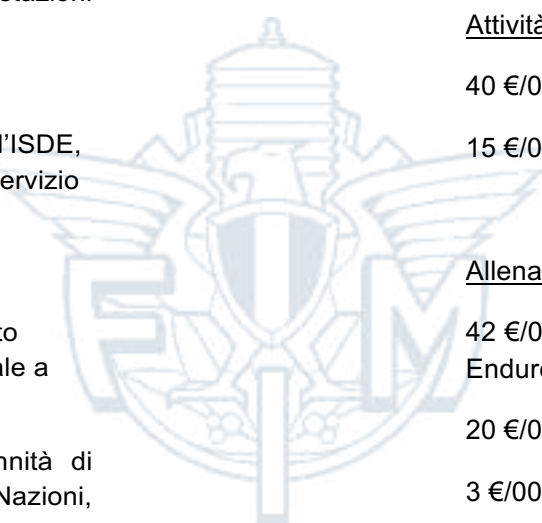 l'ISDE,
ervizio
to
ale a
nnità di
Nazioni,
Attività
40 €/0
15 €/0
Allena
42 €/0
Endur
20 €/0
3 €/00
F M